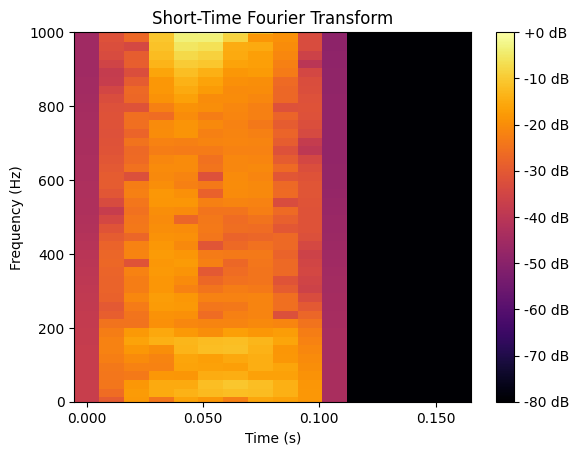 Short-Time Fourier Transform
1000
800
600
400
200
0
Frequency (Hz)
0.000
0.050
0.100
0.150
Time (s)
+0 dB
-10 dB
-20 dB
-30 dB
-40 dB
-50 dB
-60 dB
-70 dB
-80 dB